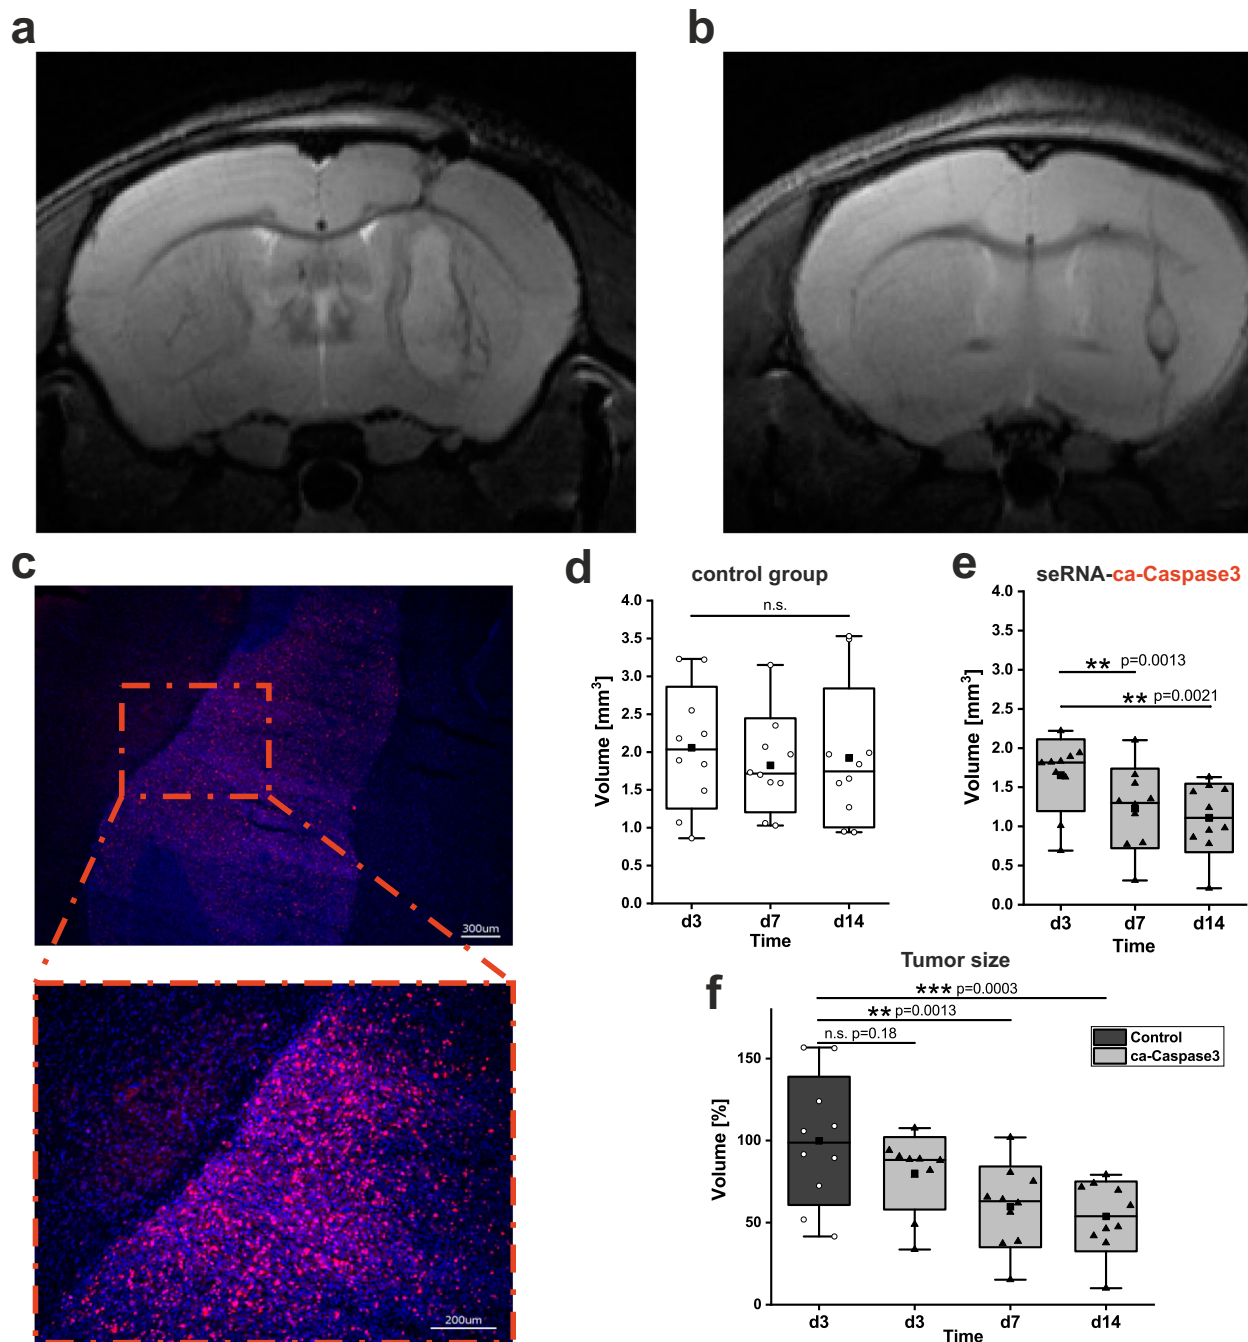 a
b
c
300um
200um
d
control group
n.s.
4.0
3.5
3.0
2.5
2.0
1.5
1.0
0.5
0.0
Volume [mm³]
d3
d7
d14
Time
e
seRNA-ca-Caspase3
** p=0.0013
** p=0.0021
4.0
3.5
3.0
2.5
2.0
1.5
1.0
0.5
0.0
Volume [mm³]
d3
d7
d14
Time
f
Tumor size
*** p=0.0003
** p=0.0013
n.s. p=0.18
Control
ca-Caspase3
150
100
50
0
Volume [%]
d3
d3
d7
d14
Time